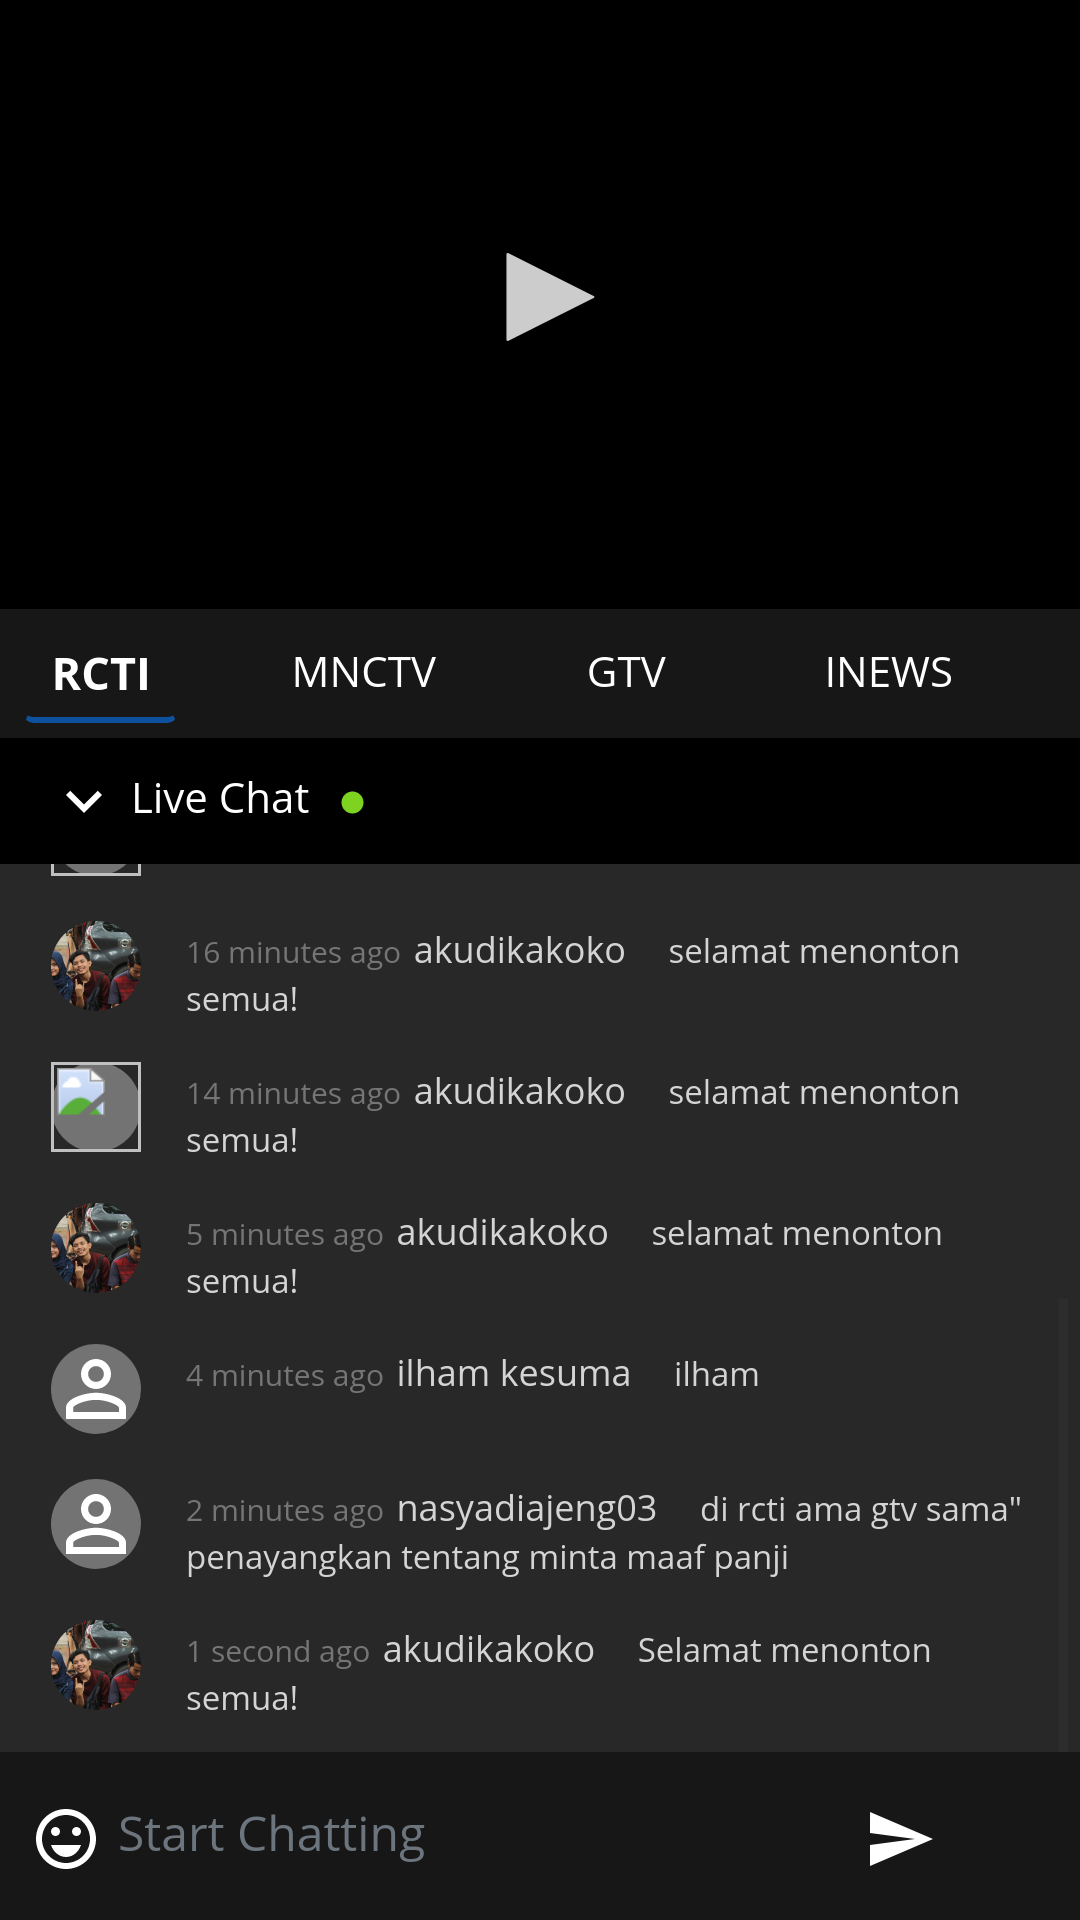 RCTI MNCTV GTV INEWS
Live Chat
16 minutes ago akudikakoko selamat menonton
semua!
14 minutes ago akudikakoko selamat menonton
semua!
5 minutes ago akudikakoko selamat menonton
semua!
4 minutes ago ilham kesuma ilham
2 minutes ago nasyadiajeng03 di rcti ama gtv sama"
penayangkan tentang minta maaf panji
1 second ago akudikakoko Selamat menonton
semua!
Start Chatting